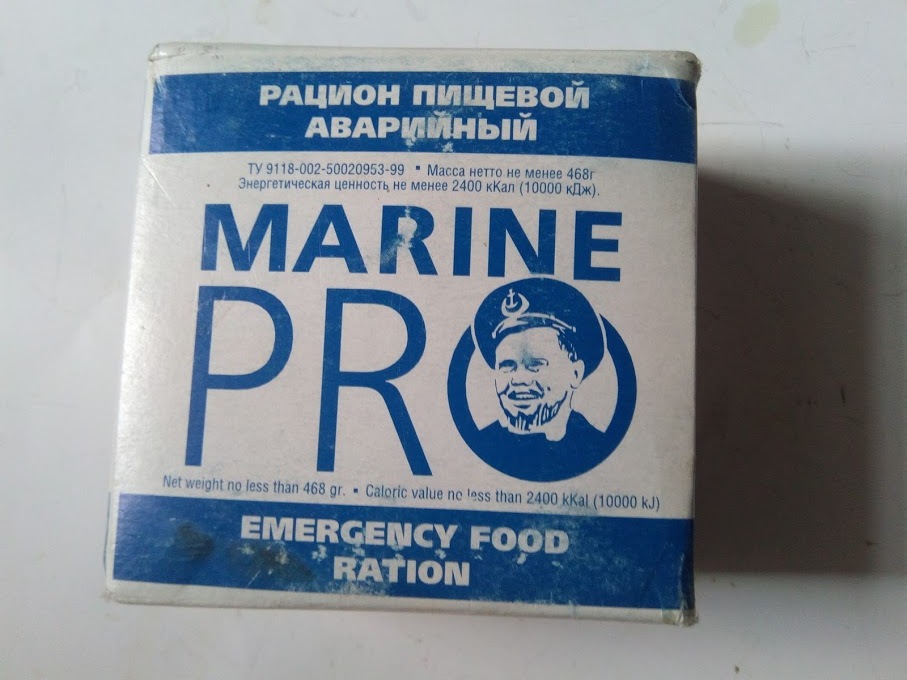 РАЦИОН ПИЩЕВОЙ
АВАРИЙНЫЙ
ТУ 9118-002-50020953-99 ▪ Масса нетто не менее 468г
Энергетическая ценность не менее 2400 кКал (10000 кДж).
MARINE
PRO
Net weight no less than 468 gr. ▪ Caloric value no less than 2400 kKal (10000 kJ)
EMERGENCY FOOD
RATION